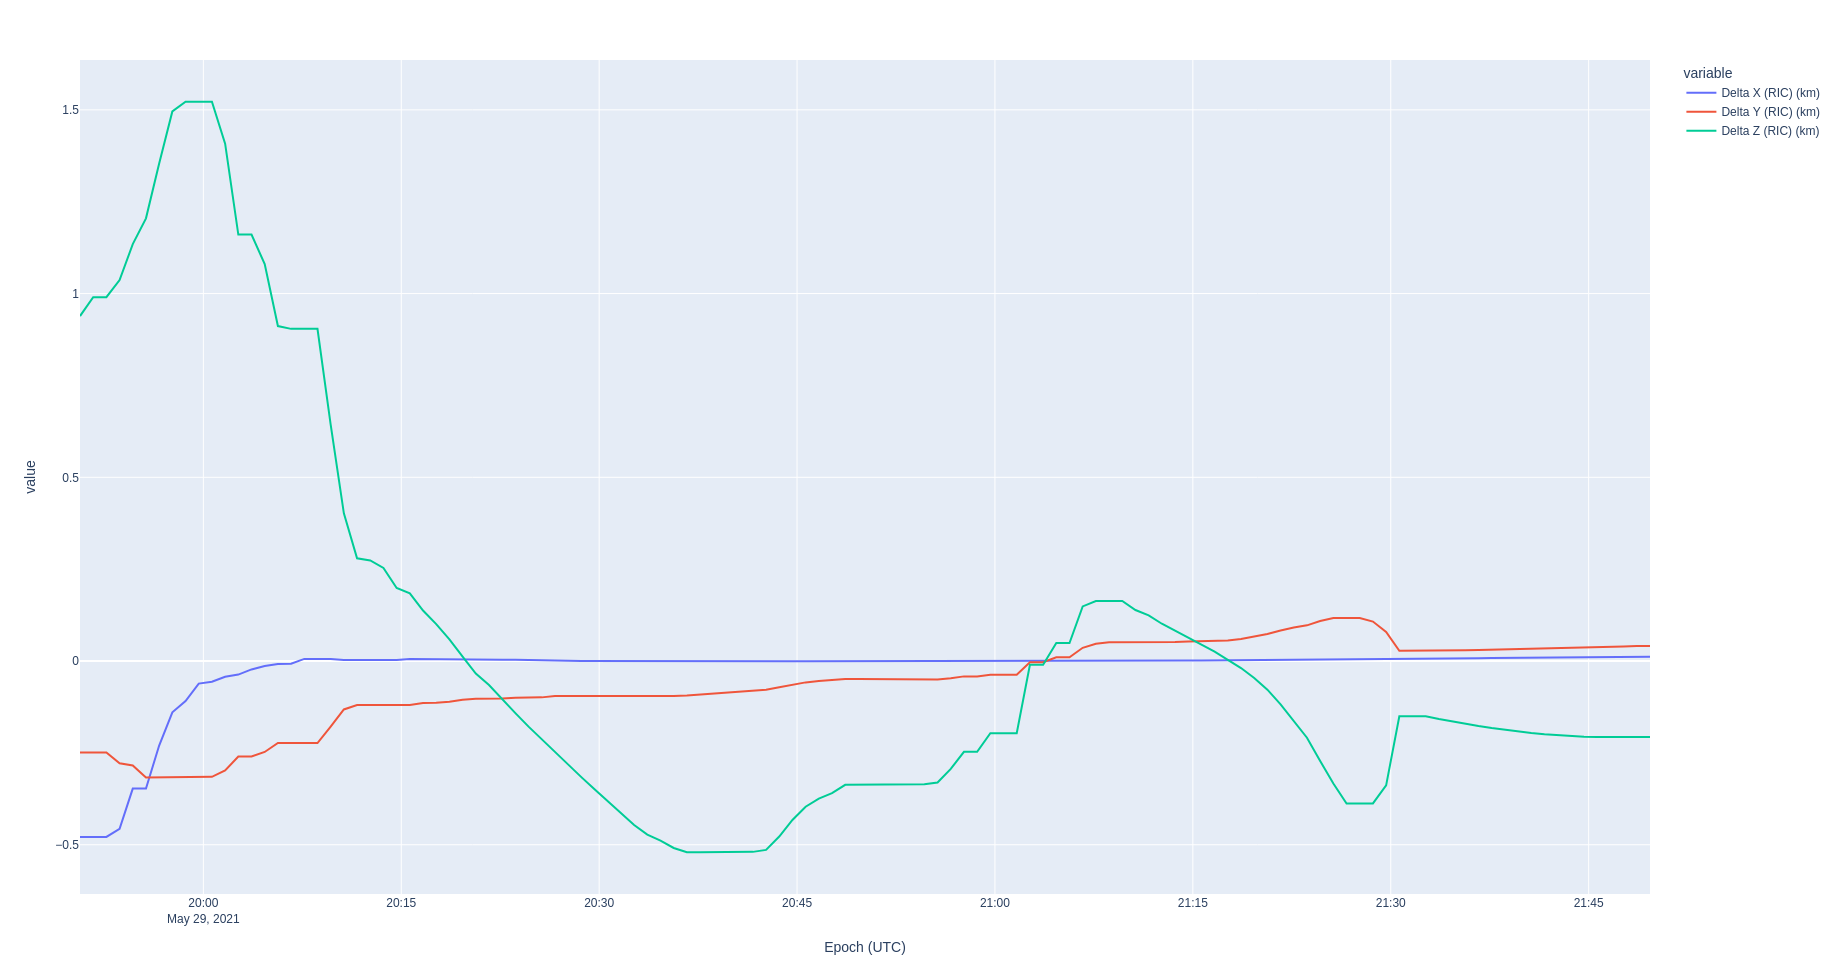 variable
Delta X (RIC) (km)
Delta Y (RIC) (km)
Delta Z (RIC) (km)
1.5
1
0.5
0
−0.5
value
20:00
20:15
20:30
20:45
21:00
21:15
21:30
21:45
May 29, 2021
Epoch (UTC)